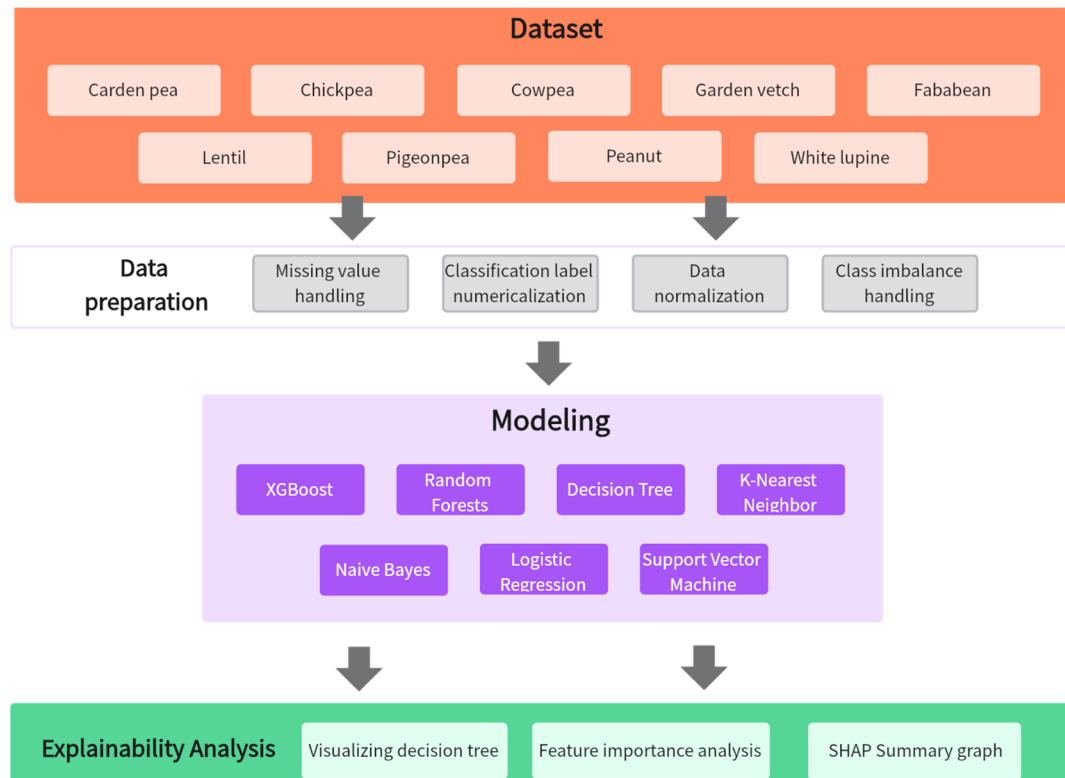 Dataset
Carden pea
Chickpea
Cowpea
Garden vetch
Fababean
Lentil
Pigeonpea
Peanut
White lupine
Data
preparation
Missing value
handling
Classification label
numericalization
Data
normalization
Class imbalance
handling
Modeling
XGBoost
Random
Forests
Decision Tree
K-Nearest
Neighbor
Naive Bayes
Logistic
Regression
Support Vector
Machine
Explainability Analysis
Visualizing decision tree
Feature importance analysis
SHAP Summary graph